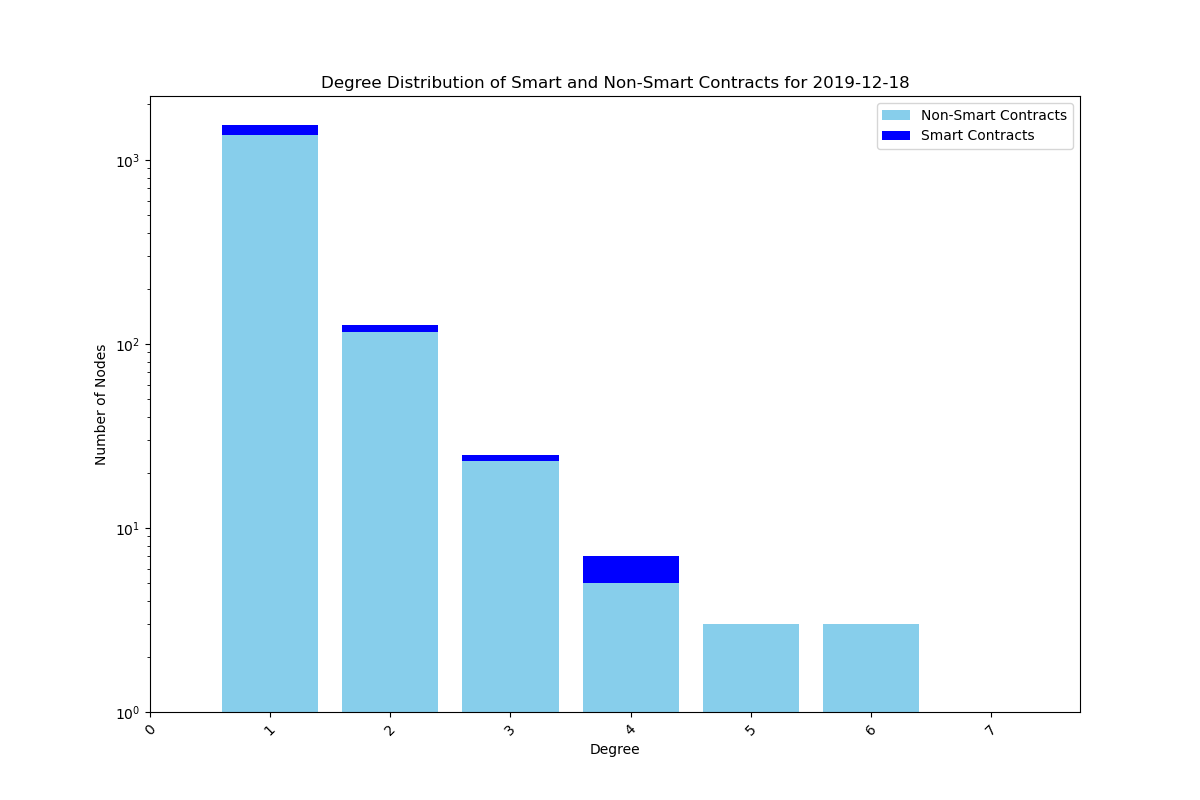 Degree Distribution of Smart and Non-Smart Contracts for 2019-12-18
Non-Smart Contracts
Smart Contracts
Number of Nodes
10³
10²
10¹
10⁰
0 1 2 3 4 5 6 7
Degree